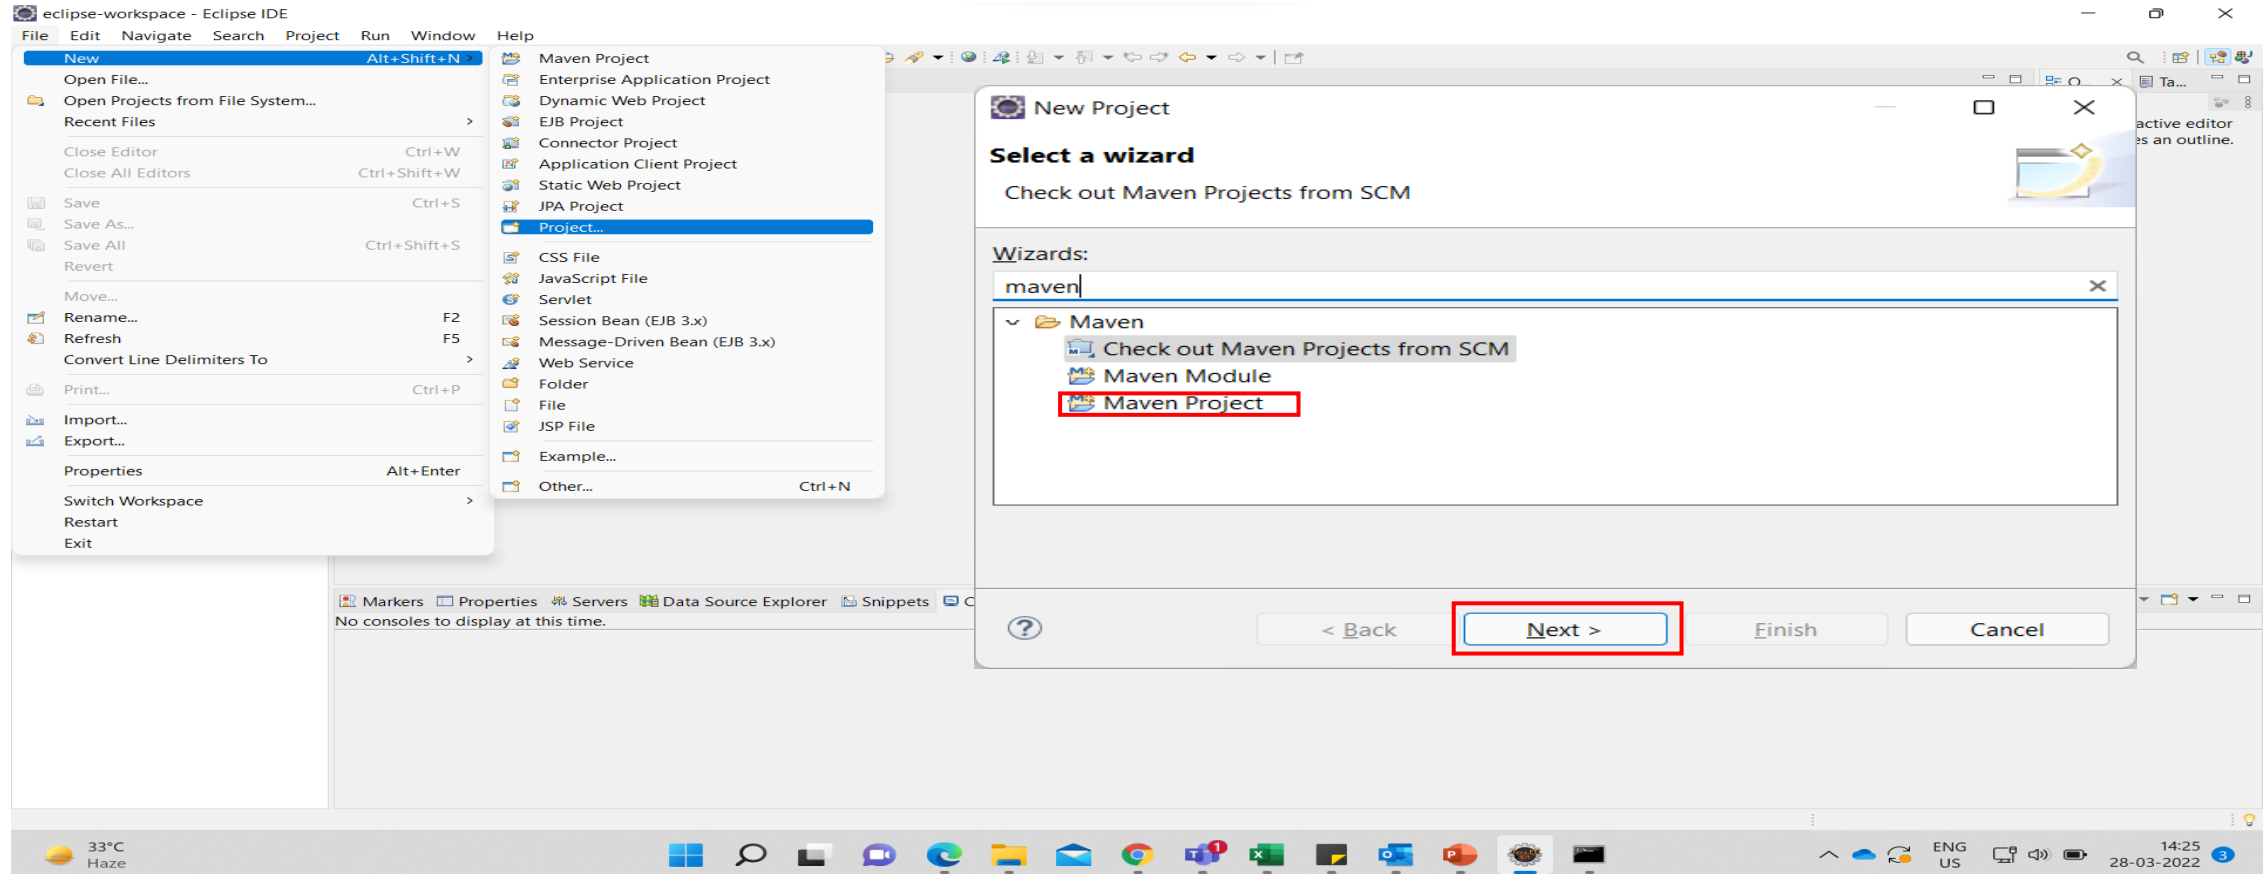 eclipse-workspace - Eclipse IDE
File Edit Navigate Search Project Run Window Help
New Alt+Shift+N >
Open File...
Open Projects from File System...
Recent Files >
Close Editor Ctrl+W
Close All Editors Ctrl+Shift+W
Save Ctrl+S
Save As...
Save All Ctrl+Shift+S
Revert
Move...
Rename... F2
Refresh F5
Convert Line Delimiters To >
Print... Ctrl+P
Import...
Export...
Properties Alt+Enter
Switch Workspace >
Restart
Exit
Maven Project
Enterprise Application Project
Dynamic Web Project
EJB Project
Connector Project
Application Client Project
Static Web Project
JPA Project
Project...
CSS File
JavaScript File
Servlet
Session Bean (EJB 3.x)
Message-Driven Bean (EJB 3.x)
Web Service
Folder
File
JSP File
Example...
Other... Ctrl+N
O... Ta...
active editor
es an outline.
New Project
Select a wizard
Check out Maven Projects from SCM
Wizards:
maven
Maven
Check out Maven Projects from SCM
Maven Module
Maven Project
< Back Next > Finish Cancel
Markers Properties Servers Data Source Explorer Snippets C
No consoles to display at this time.
33°C
Haze
1
ENG
US
14:25
28-03-2022
3